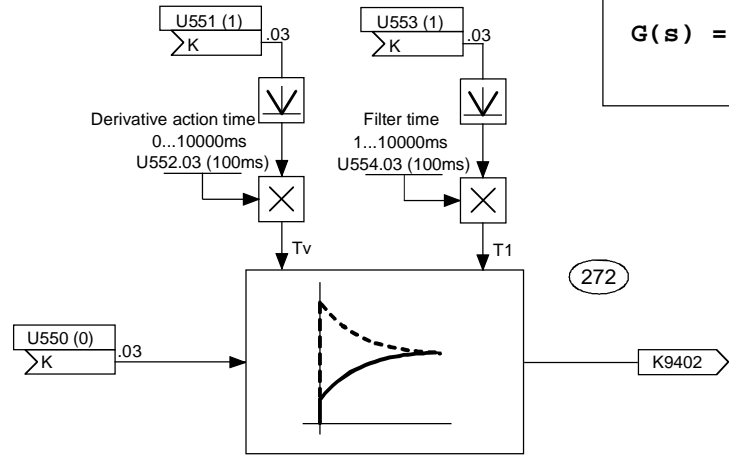 U551 (1)
K
.03
U553 (1)
K
.03
G(s) =
Derivative action time
0...10000ms
U552.03 (100ms)
Filter time
1...10000ms
U554.03 (100ms)
Tv
T1
272
U550 (0)
K
.03
K9402